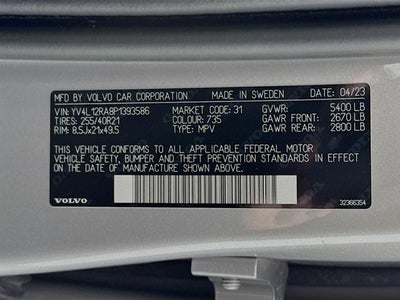 MFD BY VOLVO CAR CORPORATION MADE IN SWEDEN 04/23
VIN: YV4L12RA8P1393586 MARKET CODE: 31 GVWR: 5400 LB
TIRES: 255/40R21 COLOUR: 735 GAWR FRONT: 2670 LB
RIM: 8.5Jx21x49.5 TYPE: MPV GAWR REAR: 2800 LB
THIS VEHICLE CONFORMS TO ALL APPLICABLE FEDERAL MOTOR
VEHICLE SAFETY, BUMPER AND THEFT PREVENTION STANDARDS IN EFFECT
ON THE DATE OF MANUFACTURE SHOWN ABOVE.
VOLVO 32366354